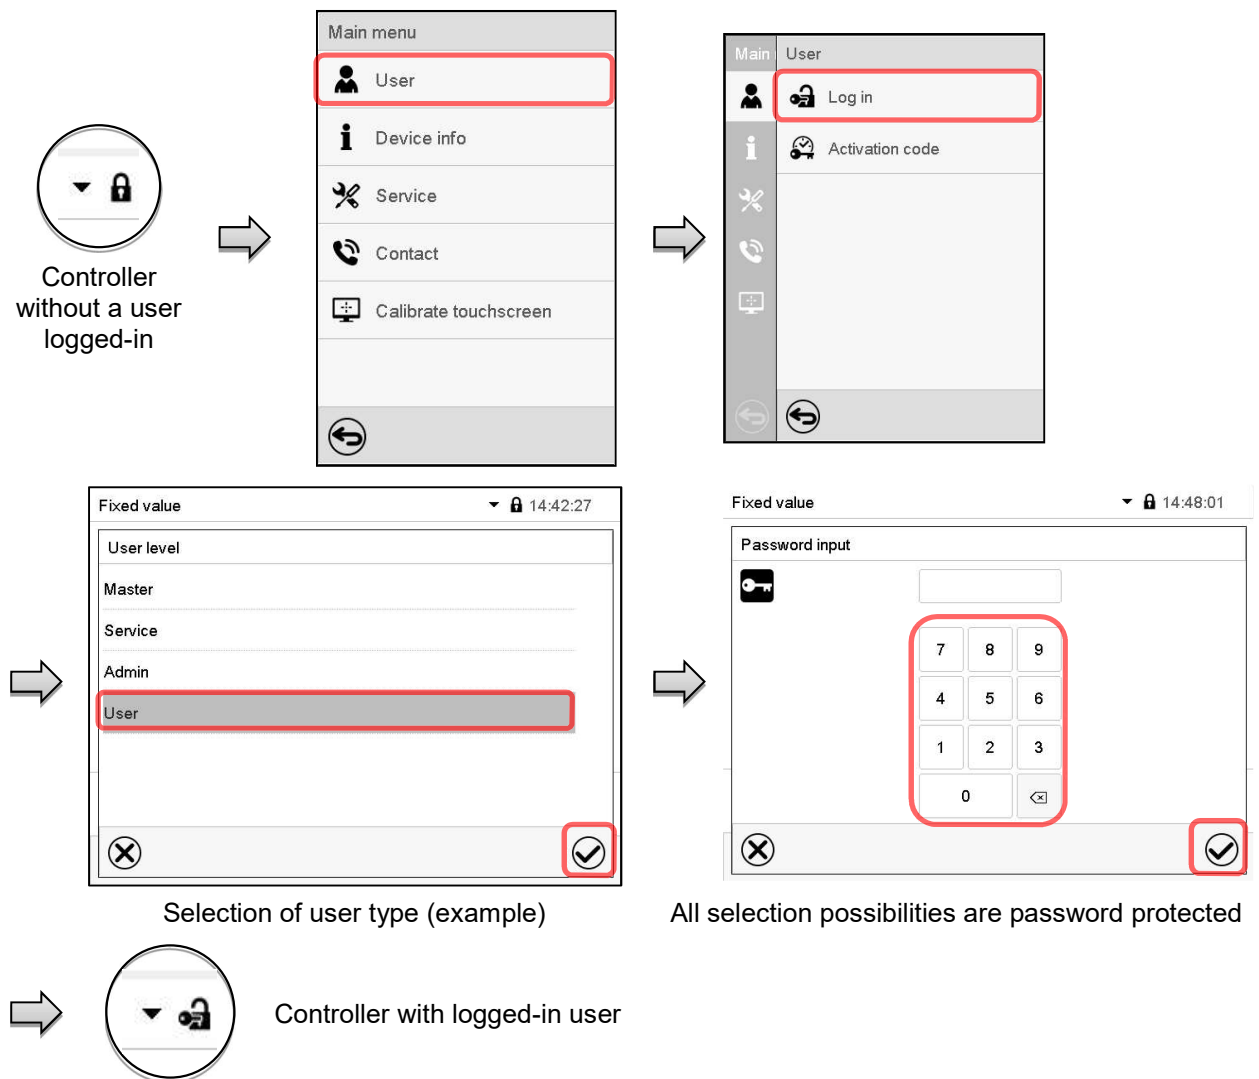 Main menu
User
Device info
Service
Contact
Calibrate touchscreen
Controller
without a user
logged-in
Main
User
Log in
Activation code
Fixed value
14:42:27
User level
Master
Service
Admin
User
Selection of user type (example)
Fixed value
14:48:01
Password input
7 8 9
4 5 6
1 2 3
0
All selection possibilities are password protected
Controller with logged-in user